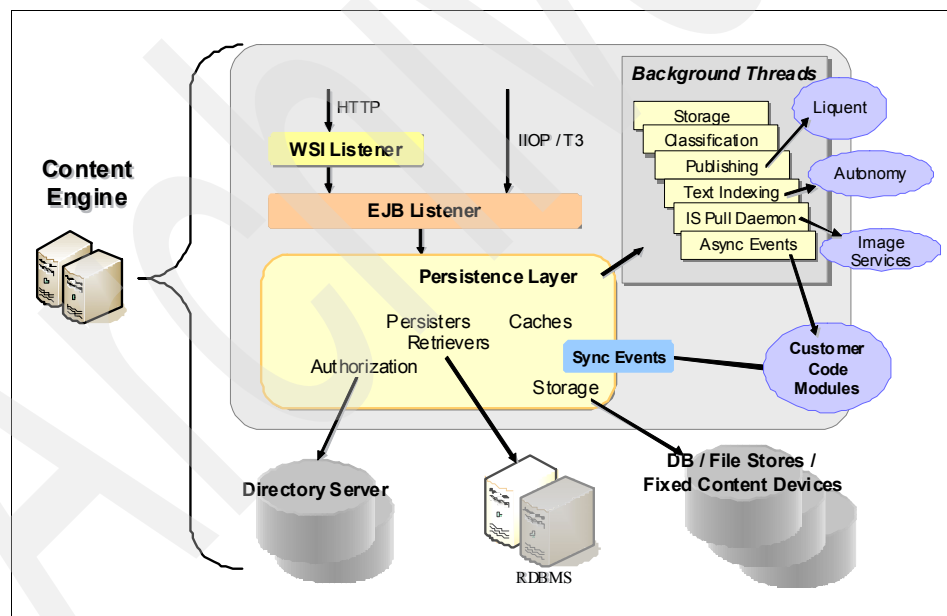 Content
Engine
HTTP
WSI Listener
IIOP / T3
EJB Listener
Persistence Layer
Persisters
Retrievers
Caches
Authorization
Sync Events
Storage
Background Threads
Storage
Classification
Publishing
Text Indexing
IS Pull Daemon
Async Events
Liquent
Autonomy
Image
Services
Customer
Code
Modules
Directory Server
RDBMS
DB / File Stores /
Fixed Content Devices